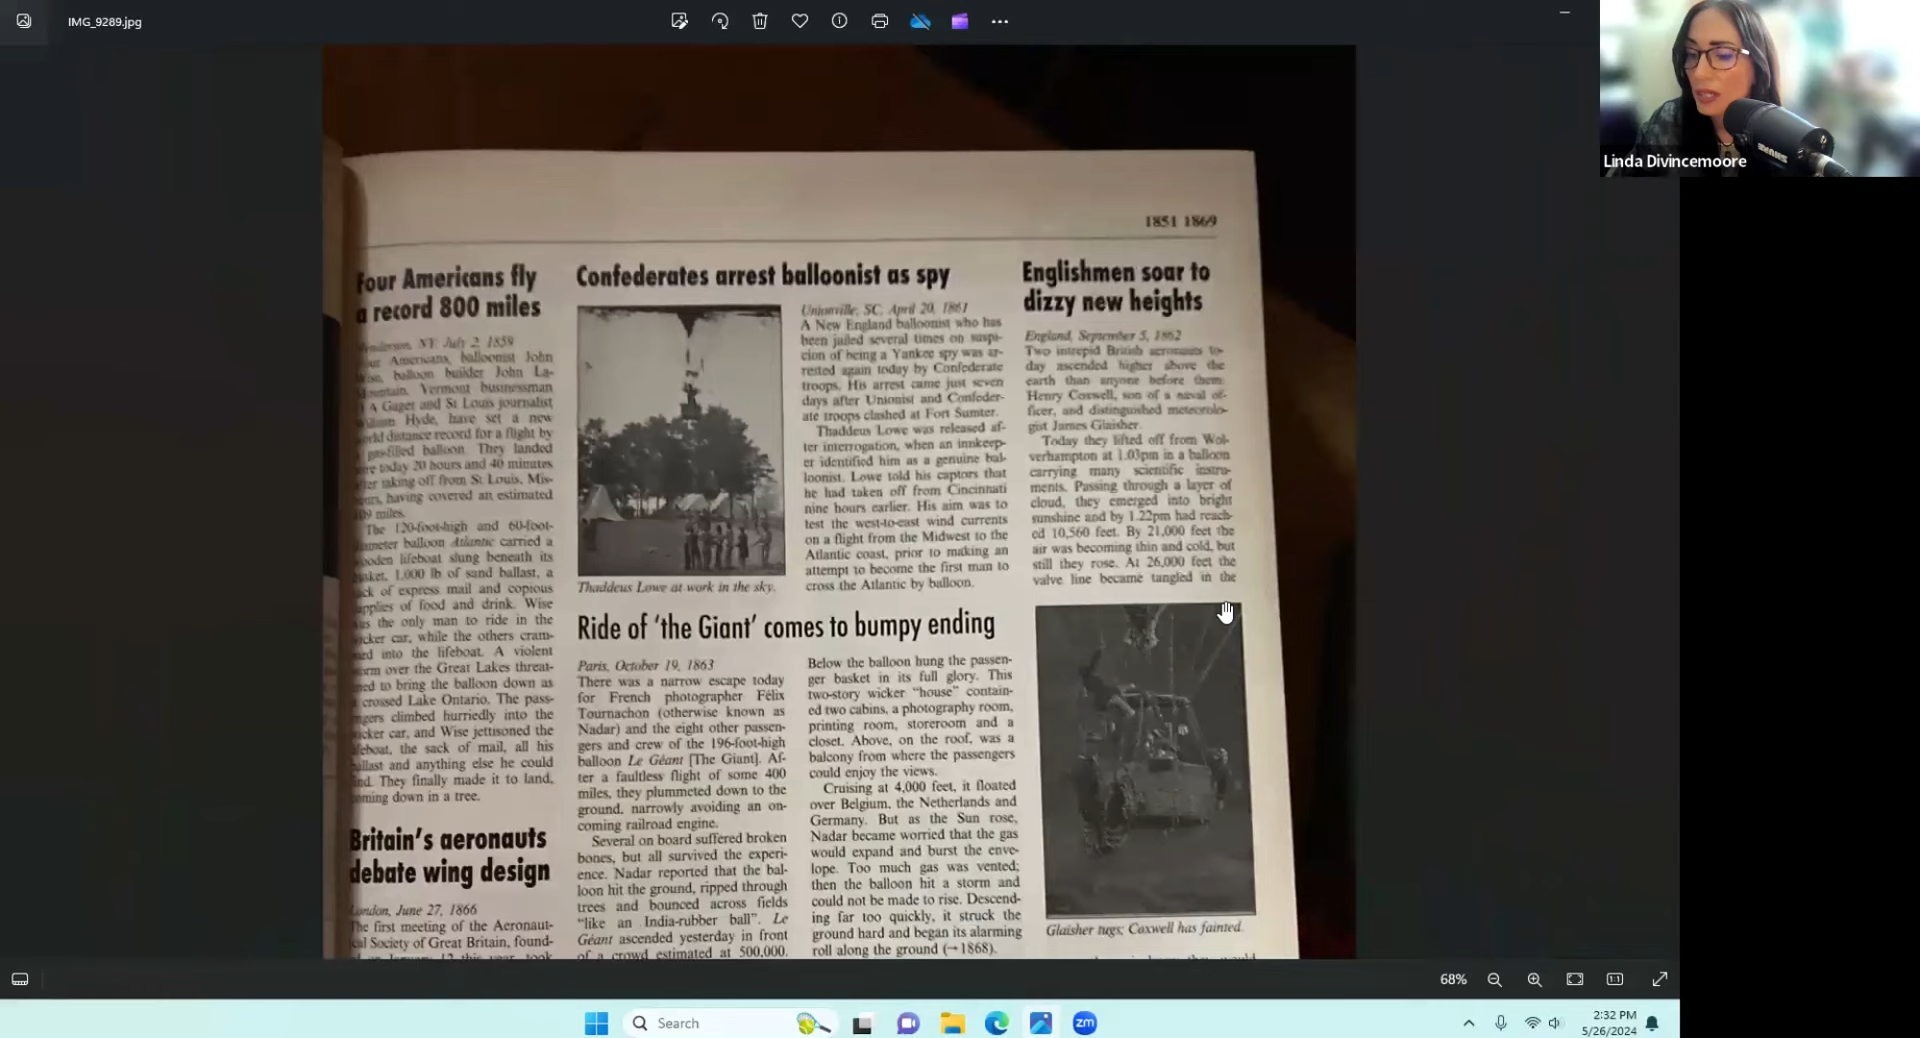 IMG_9289.jpg
Linda Divincemoore
1851 1869
Four Americans fly
a record 800 miles
Henderson, NY, July 2, 1859
Four Americans, balloonist John
Wise, balloon builder John La-
Mountain, Vermont businessman
O A Gager and St Louis journalist
William Hyde, have set a new
world distance record for a flight by
a gas-filled balloon. They landed
here today 20 hours and 40 minutes
after taking off from St Louis, Mis-
souri, having covered an estimated
809 miles.
The 120-foot-high and 60-foot-
diameter balloon Atlantic carried a
wooden lifeboat slung beneath its
basket, 1,000 lb of sand ballast, a
sack of express mail and copious
supplies of food and drink. Wise
was the only man to ride in the
wicker car, while the others cram-
med into the lifeboat. A violent
storm over the Great Lakes threat-
ened to bring the balloon down as
it crossed Lake Ontario. The pass-
engers climbed hurriedly into the
wicker car, and Wise jettisoned the
lifeboat, the sack of mail, all his
ballast and anything else he could
find. They finally made it to land,
coming down in a tree.
Britain's aeronauts
debate wing design
London, June 27, 1866
The first meeting of the Aeronaut-
ical Society of Great Britain, found-
ed on January 12 this year, took
Confederates arrest balloonist as spy
Thaddeus Lowe at work in the sky.
Unionville, SC, April 20, 1861
A New England balloonist who has
been jailed several times on suspi-
cion of being a Yankee spy was ar-
rested again today by Confederate
troops. His arrest came just seven
days after Unionist and Confeder-
ate troops clashed at Fort Sumter.
Thaddeus Lowe was released af-
ter interrogation, when an innkeep-
er identified him as a genuine bal-
loonist. Lowe told his captors that
he had taken off from Cincinnati
nine hours earlier. His aim was to
test the west-to-east wind currents
on a flight from the Midwest to the
Atlantic coast, prior to making an
attempt to become the first man to
cross the Atlantic by balloon.
Ride of 'the Giant' comes to bumpy ending
Paris, October 19, 1863
There was a narrow escape today
for French photographer Félix
Tournachon (otherwise known as
Nadar) and the eight other passen-
gers and crew of the 196-foot-high
balloon Le Géant [The Giant]. Af-
ter a faultless flight of some 400
miles, they plummeted down to the
ground, narrowly avoiding an on-
coming railroad engine.
Several on board suffered broken
bones, but all survived the experi-
ence. Nadar reported that the bal-
loon hit the ground, ripped through
trees and bounced across fields
"like an India-rubber ball". Le
Géant ascended yesterday in front
of a crowd estimated at 500,000.
Below the balloon hung the passen-
ger basket in its full glory. This
two-story wicker "house" contain-
ed two cabins, a photography room,
printing room, storeroom and a
closet. Above, on the roof, was a
balcony from where the passengers
could enjoy the views.
Cruising at 4,000 feet, it floated
over Belgium, the Netherlands and
Germany. But as the Sun rose,
Nadar became worried that the gas
would expand and burst the enve-
lope. Too much gas was vented;
then the balloon hit a storm and
could not be made to rise. Descend-
ing far too quickly, it struck the
ground hard and began its alarming
roll along the ground (→1868).
Englishmen soar to
dizzy new heights
England, September 5, 1862
Two intrepid British aeronauts to-
day ascended higher above the
earth than anyone before them:
Henry Coxwell, son of a naval of-
ficer, and distinguished meteorolo-
gist James Glaisher.
Today they lifted off from Wol-
verhampton at 1.03pm in a balloon
carrying many scientific instru-
ments. Passing through a layer of
cloud, they emerged into bright
sunshine and by 1.22pm had reach-
ed 10,560 feet. By 21,000 feet the
air was becoming thin and cold, but
still they rose. At 26,000 feet the
valve line became tangled in the
Glaisher tugs; Coxwell has fainted.
SHURE
68%
Search
zm
2:32 PM
5/26/2024